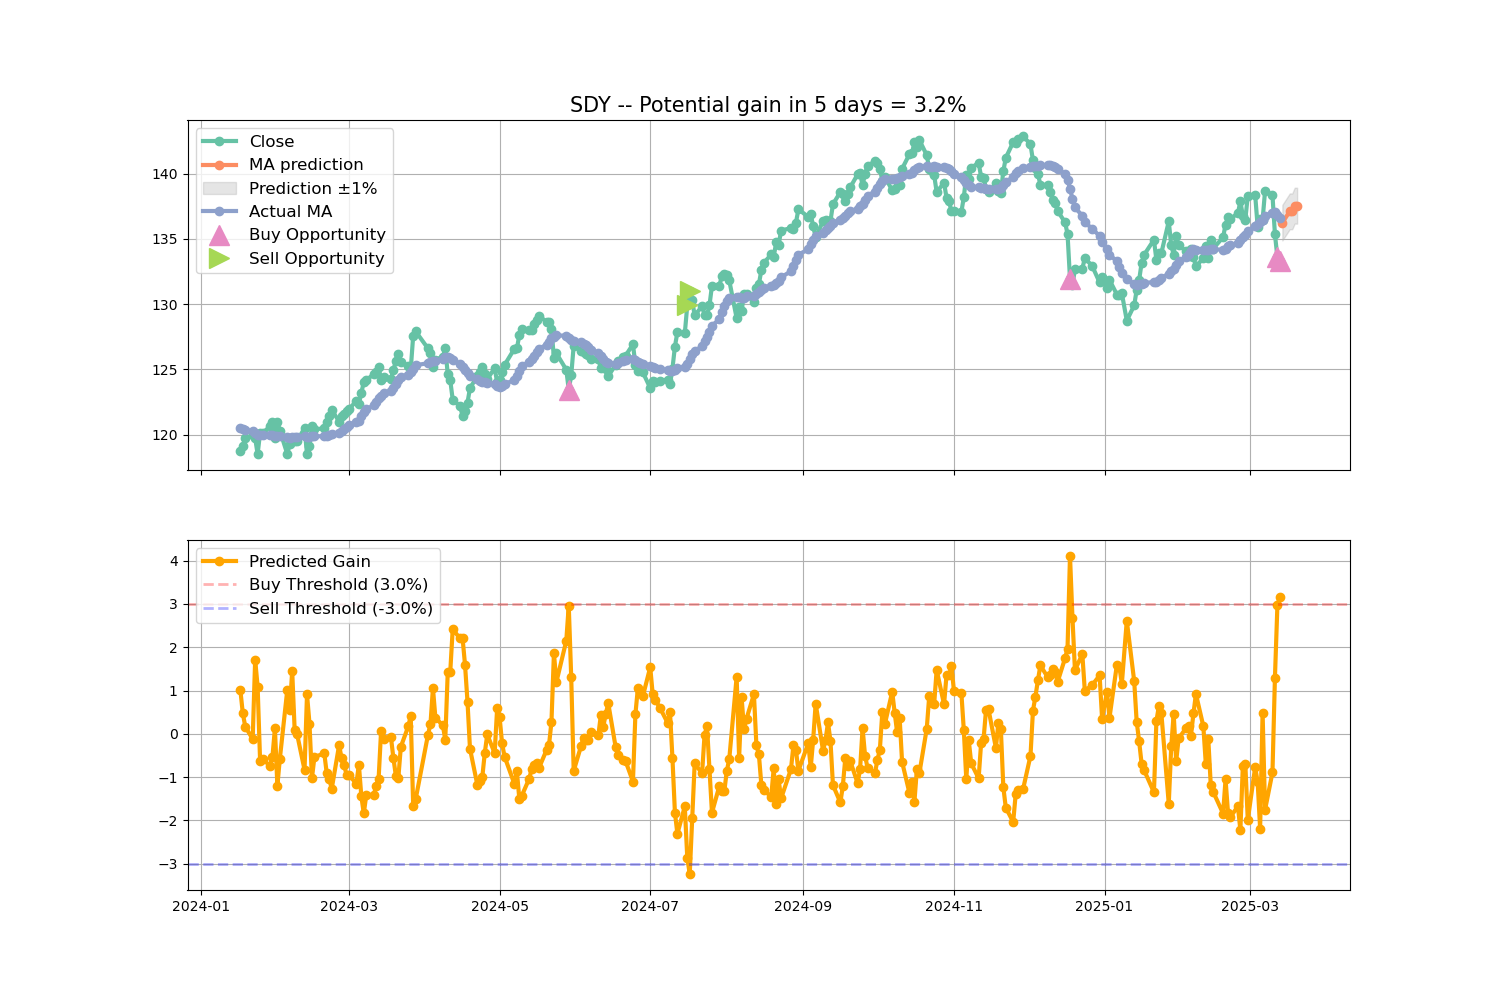 SDY -- Potential gain in 5 days = 3.2%
Close
MA prediction
Prediction ±1%
Actual MA
Buy Opportunity
Sell Opportunity
140
135
130
125
120
Predicted Gain
Buy Threshold (3.0%)
Sell Threshold (-3.0%)
4
3
2
1
0
−1
−2
−3
2024-01 2024-03 2024-05 2024-07 2024-09 2024-11 2025-01 2025-03